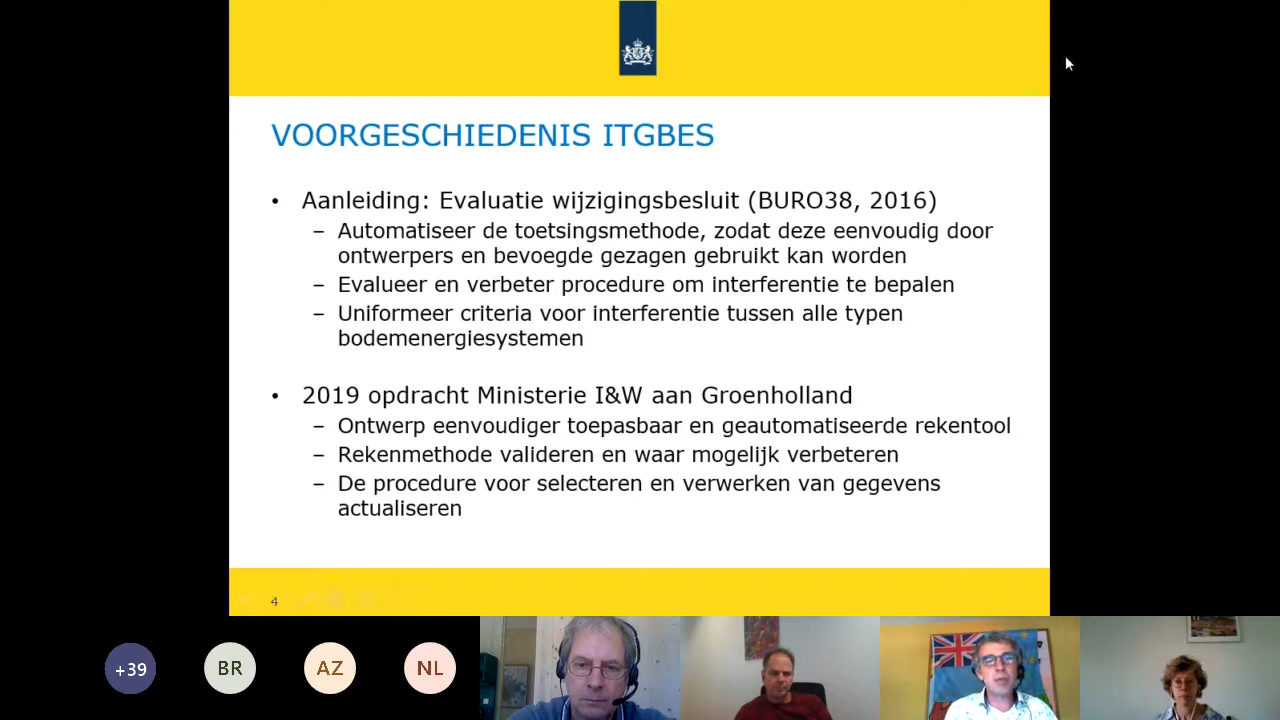 VOORGESCHIEDENIS ITGBES
• Aanleiding: Evaluatie wijzigingsbesluit (BURO38, 2016)
– Automatiseer de toetsingsmethode, zodat deze eenvoudig door
ontwerpers en bevoegde gezagen gebruikt kan worden
– Evalueer en verbeter procedure om interferentie te bepalen
– Uniformeer criteria voor interferentie tussen alle typen
bodemenergiesystemen
• 2019 opdracht Ministerie I&W aan Groenholland
– Ontwerp eenvoudiger toepasbaar en geautomatiseerde rekentool
– Rekenmethode valideren en waar mogelijk verbeteren
– De procedure voor selecteren en verwerken van gegevens
actualiseren
4
+39 BR AZ NL